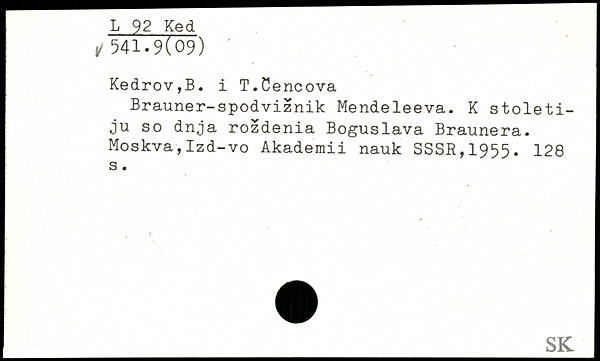 L 92 Ked
541.9(09)
Kedrov,B. i T.Čencova
Brauner-spodvižnik Mendeleeva. K stoleti-
ju so dnja roždenia Boguslava Braunera.
Moskva,Izd-vo Akademii nauk SSSR,1955. 128
s.
SK